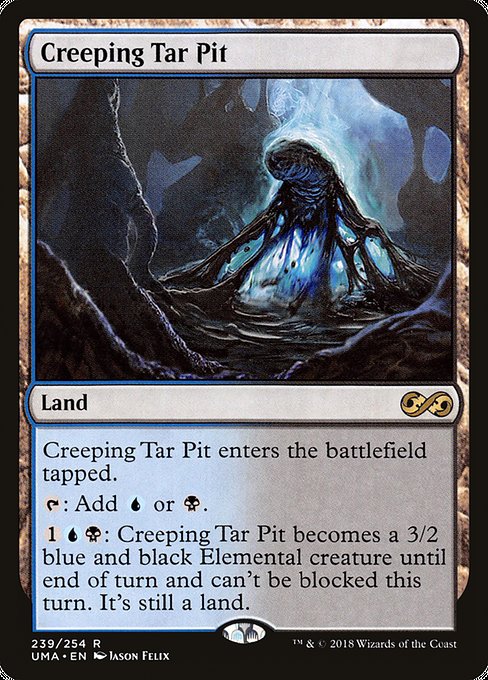 Creeping Tar Pit
Land
Creeping Tar Pit enters the battlefield
tapped.
: Add or .
1 : Creeping Tar Pit becomes a 3/2
blue and black Elemental creature until
end of turn and can't be blocked this
turn. It's still a land.
239/254 R
UMA • EN Jason Felix
™ & © 2018 Wizards of the Coast